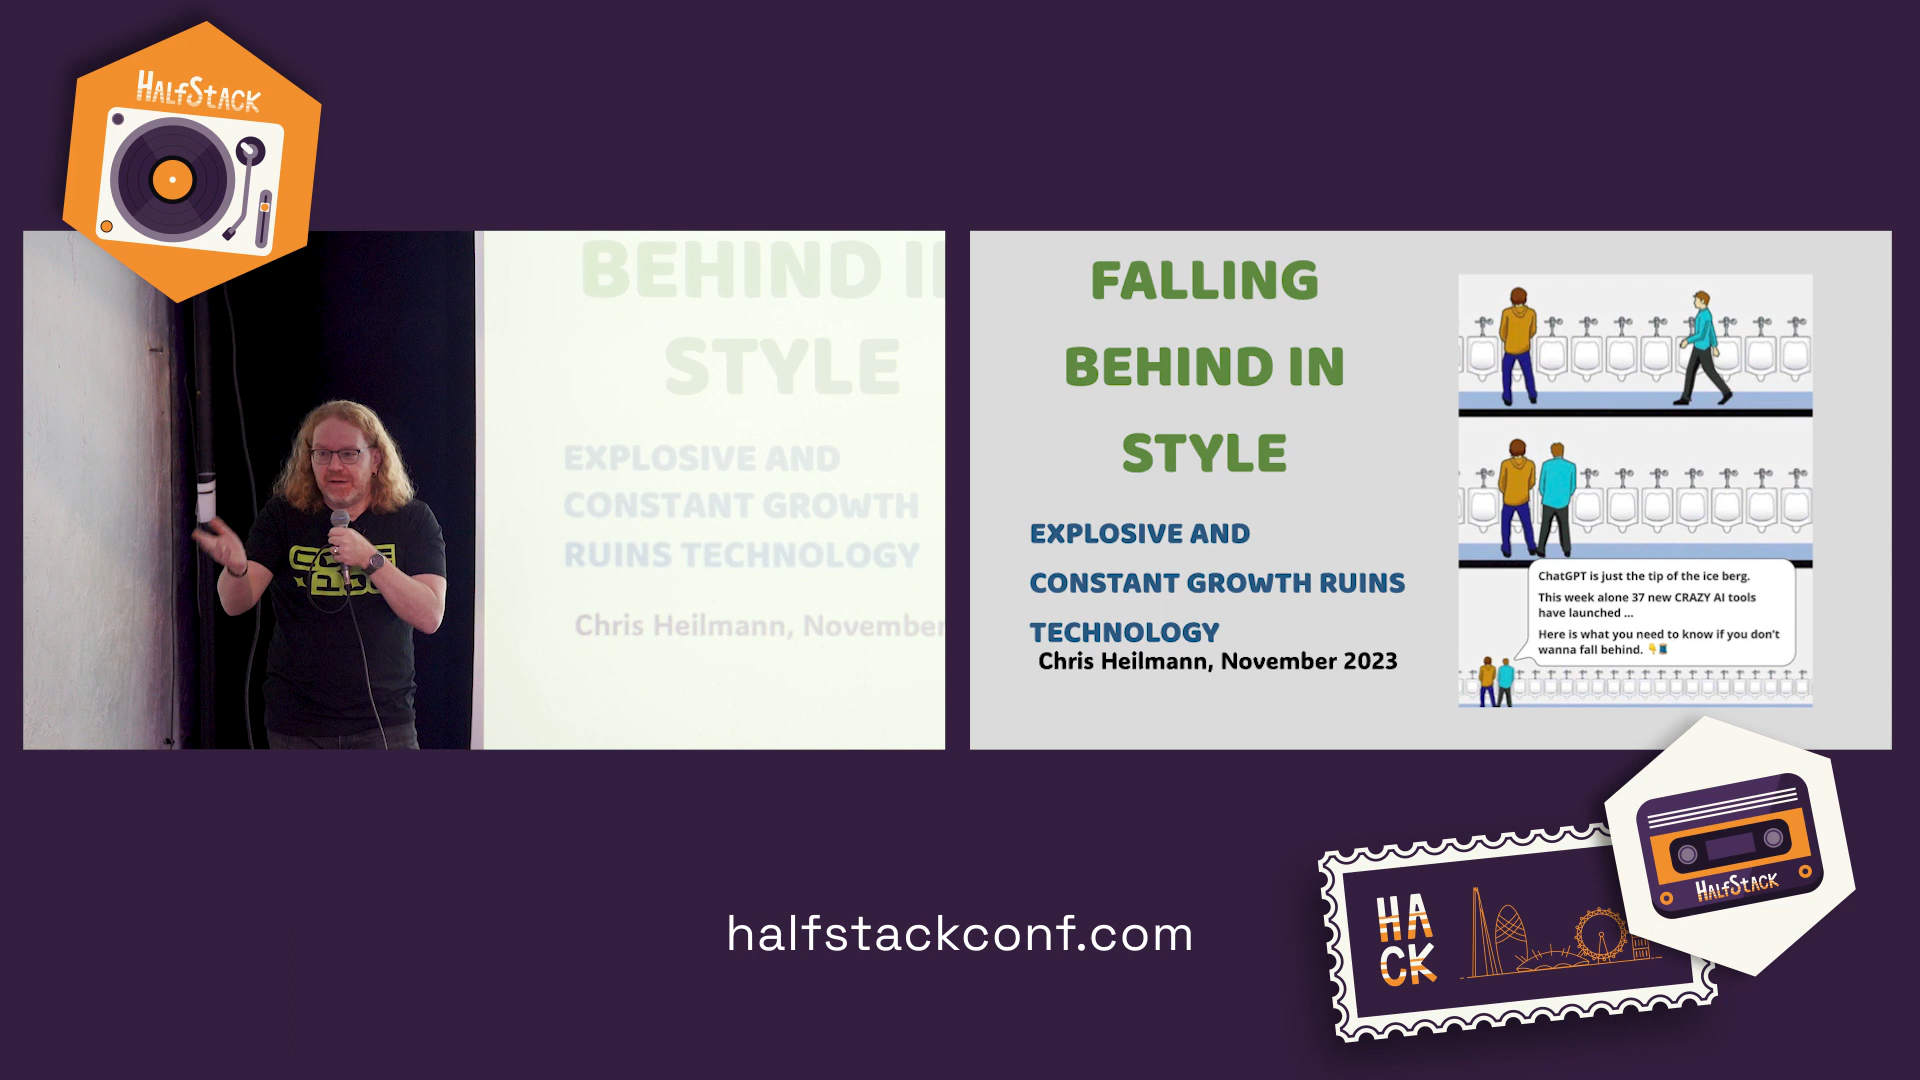 HALFSTACK
BEHIND
STYLE
EXPLOSIVE AND
CONSTANT GROWTH
RUINS TECHNOLOGY
Chris Heilmann, November
FALLING
BEHIND IN
STYLE
EXPLOSIVE AND
CONSTANT GROWTH RUINS
TECHNOLOGY
Chris Heilmann, November 2023
ChatGPT is just the tip of the ice berg.
This week alone 37 new CRAZY AI tools
have launched ...
Here is what you need to know if you don't
wanna fall behind. 👇🧵
halfstackconf.com
HA
CK
HALFSTACK